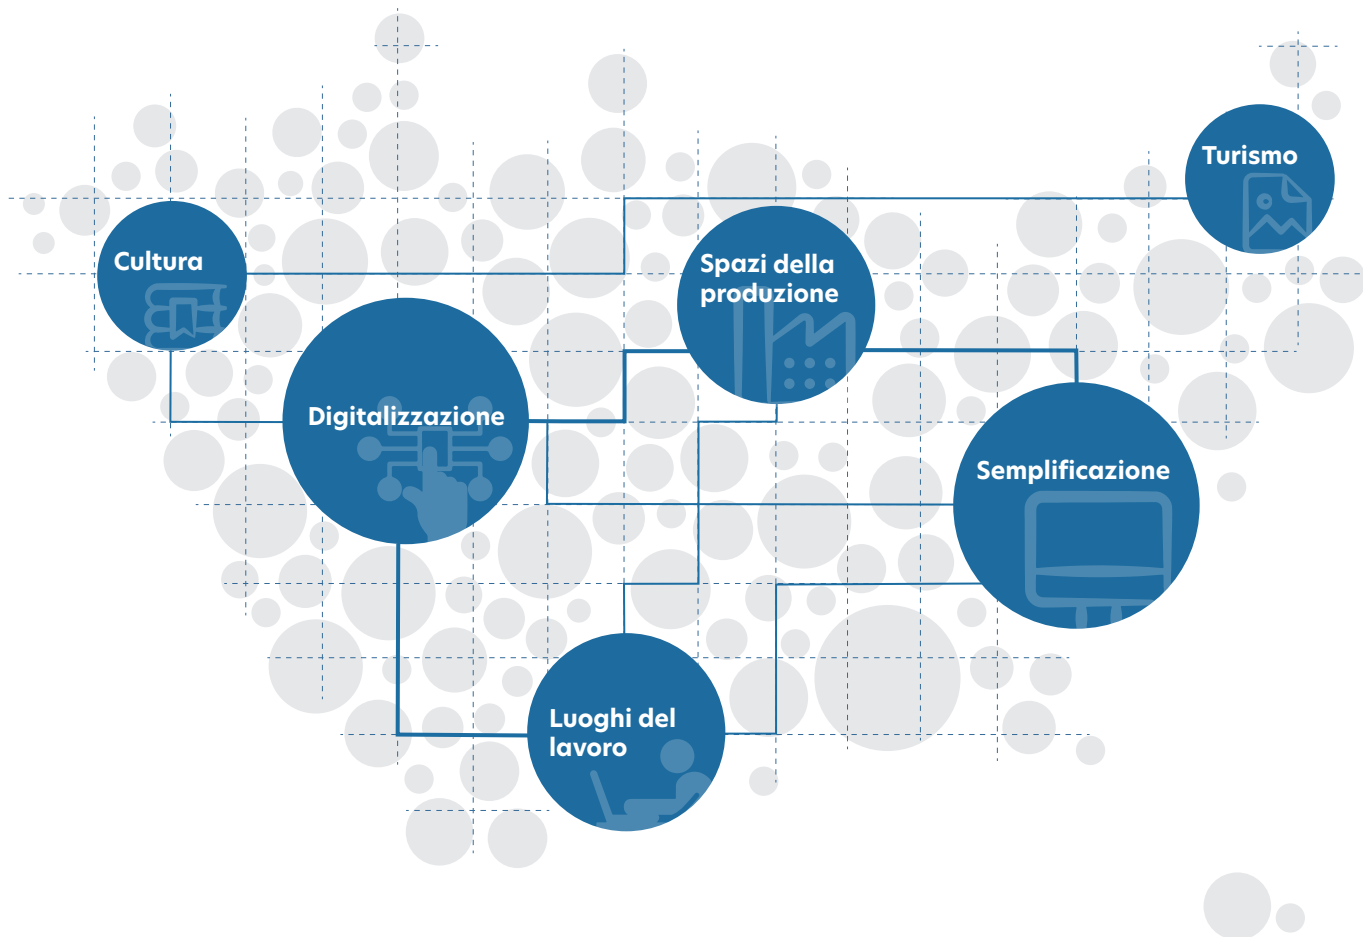 Turismo
Cultura
Spazi della
produzione
Digitalizzazione
Semplificazione
Luoghi del
lavoro